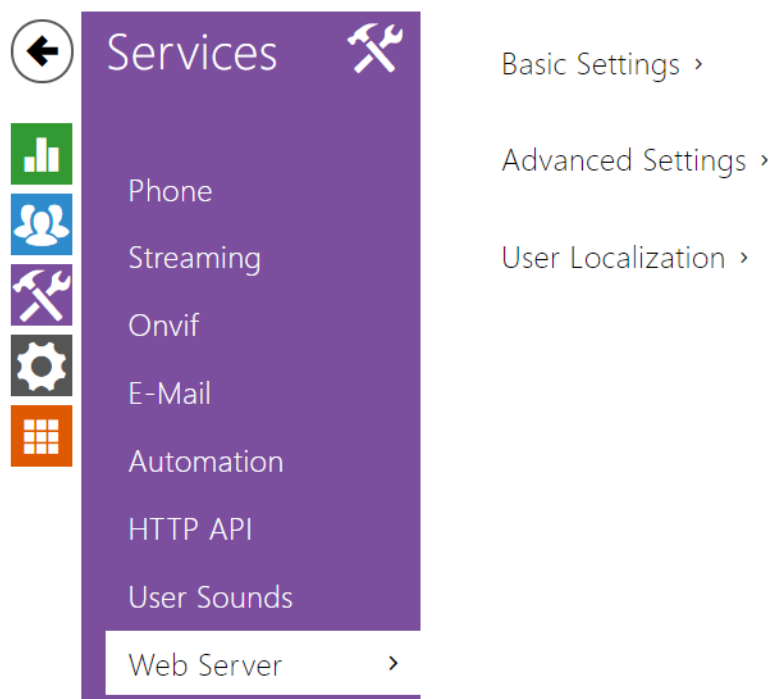 Services
Phone
Streaming
Onvif
E-Mail
Automation
HTTP API
User Sounds
Web Server ›
Basic Settings ›
Advanced Settings ›
User Localization ›